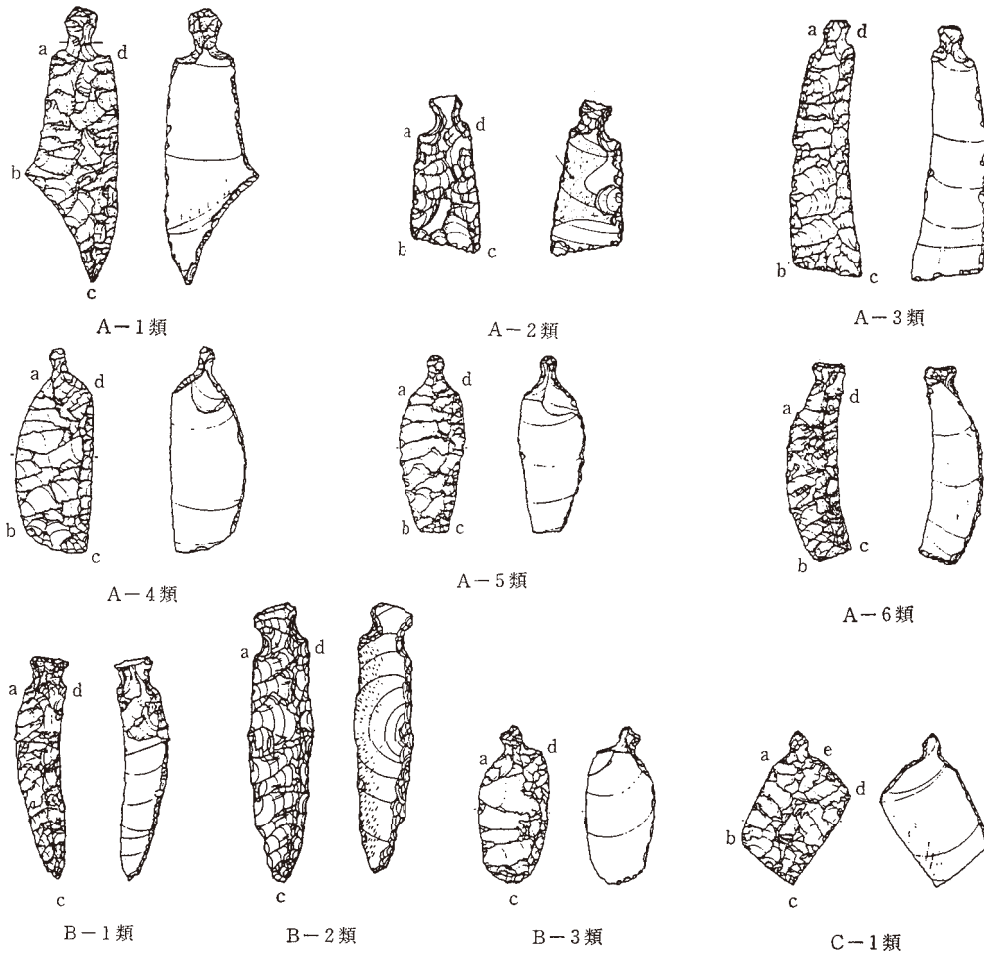 a d
b
c
A-1類
a d
b c
A-2類
a d
b c
A-3類
a d
b c
A-4類
a d
b c
A-5類
a d
b c
A-6類
a d
c
B-1類
a d
c
B-2類
a d
c
B-3類
a e
b d
c
C-1類